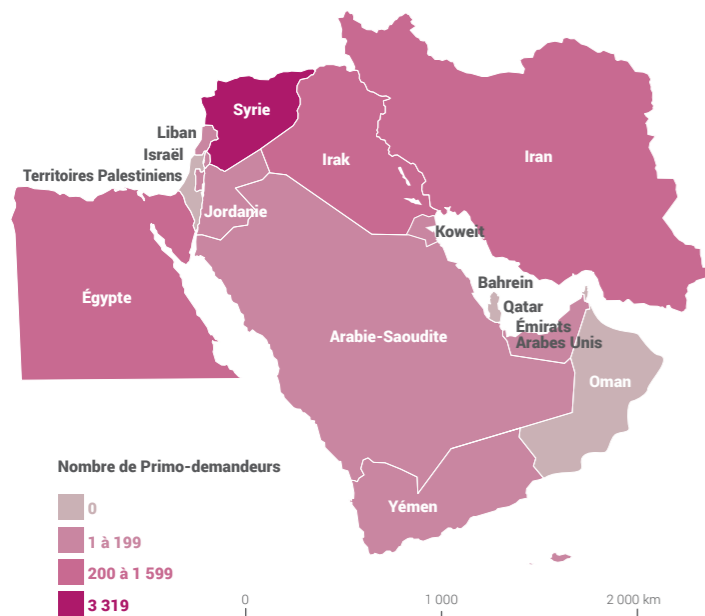 Syrie
Liban
Israël
Territoires Palestiniens
Irak
Iran
Jordanie
Koweit
Égypte
Bahrein
Qatar
Émirats
Arabes Unis
Arabie-Saoudite
Oman
Yémen
Nombre de Primo-demandeurs
0
1 à 199
200 à 1 599
3 319
0 1 000 2 000 km